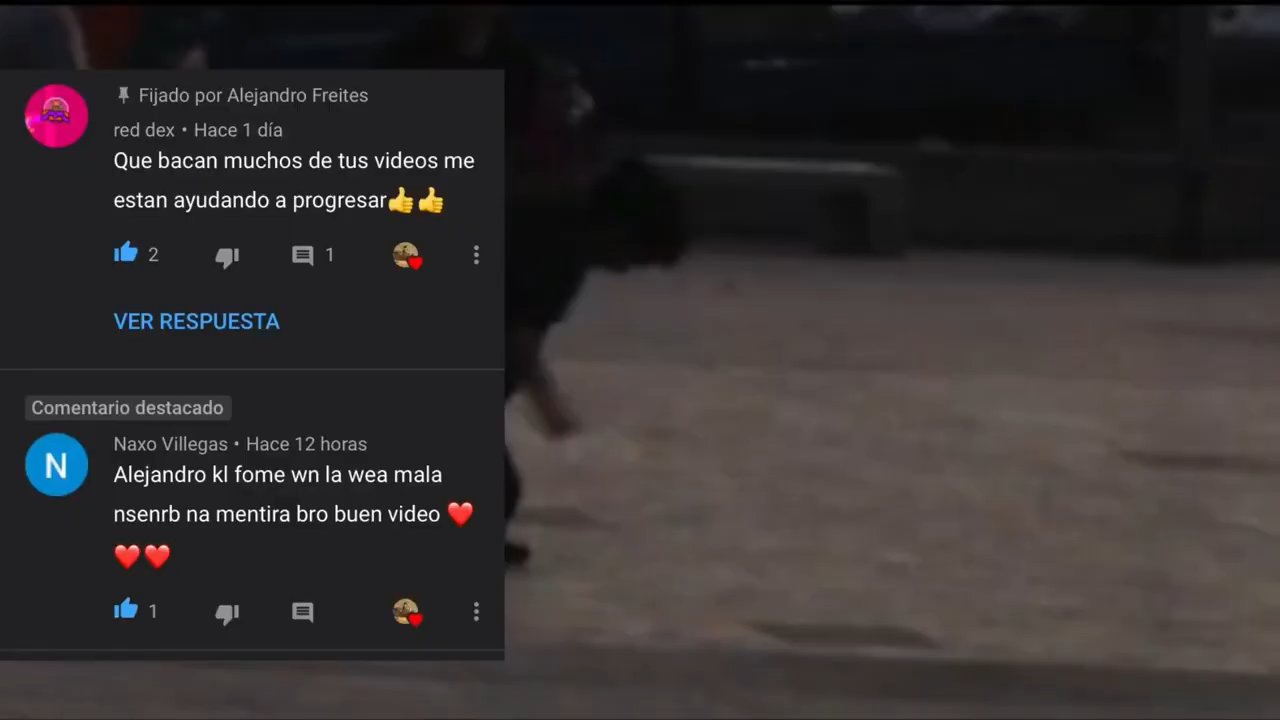 Fijado por Alejandro Freites
red dex • Hace 1 día
Que bacan muchos de tus videos me
estan ayudando a progresar👍👍
2
1
VER RESPUESTA
Comentario destacado
N
Naxo Villegas • Hace 12 horas
Alejandro kl fome wn la wea mala
nsenrb na mentira bro buen video ❤️
❤️❤️
1